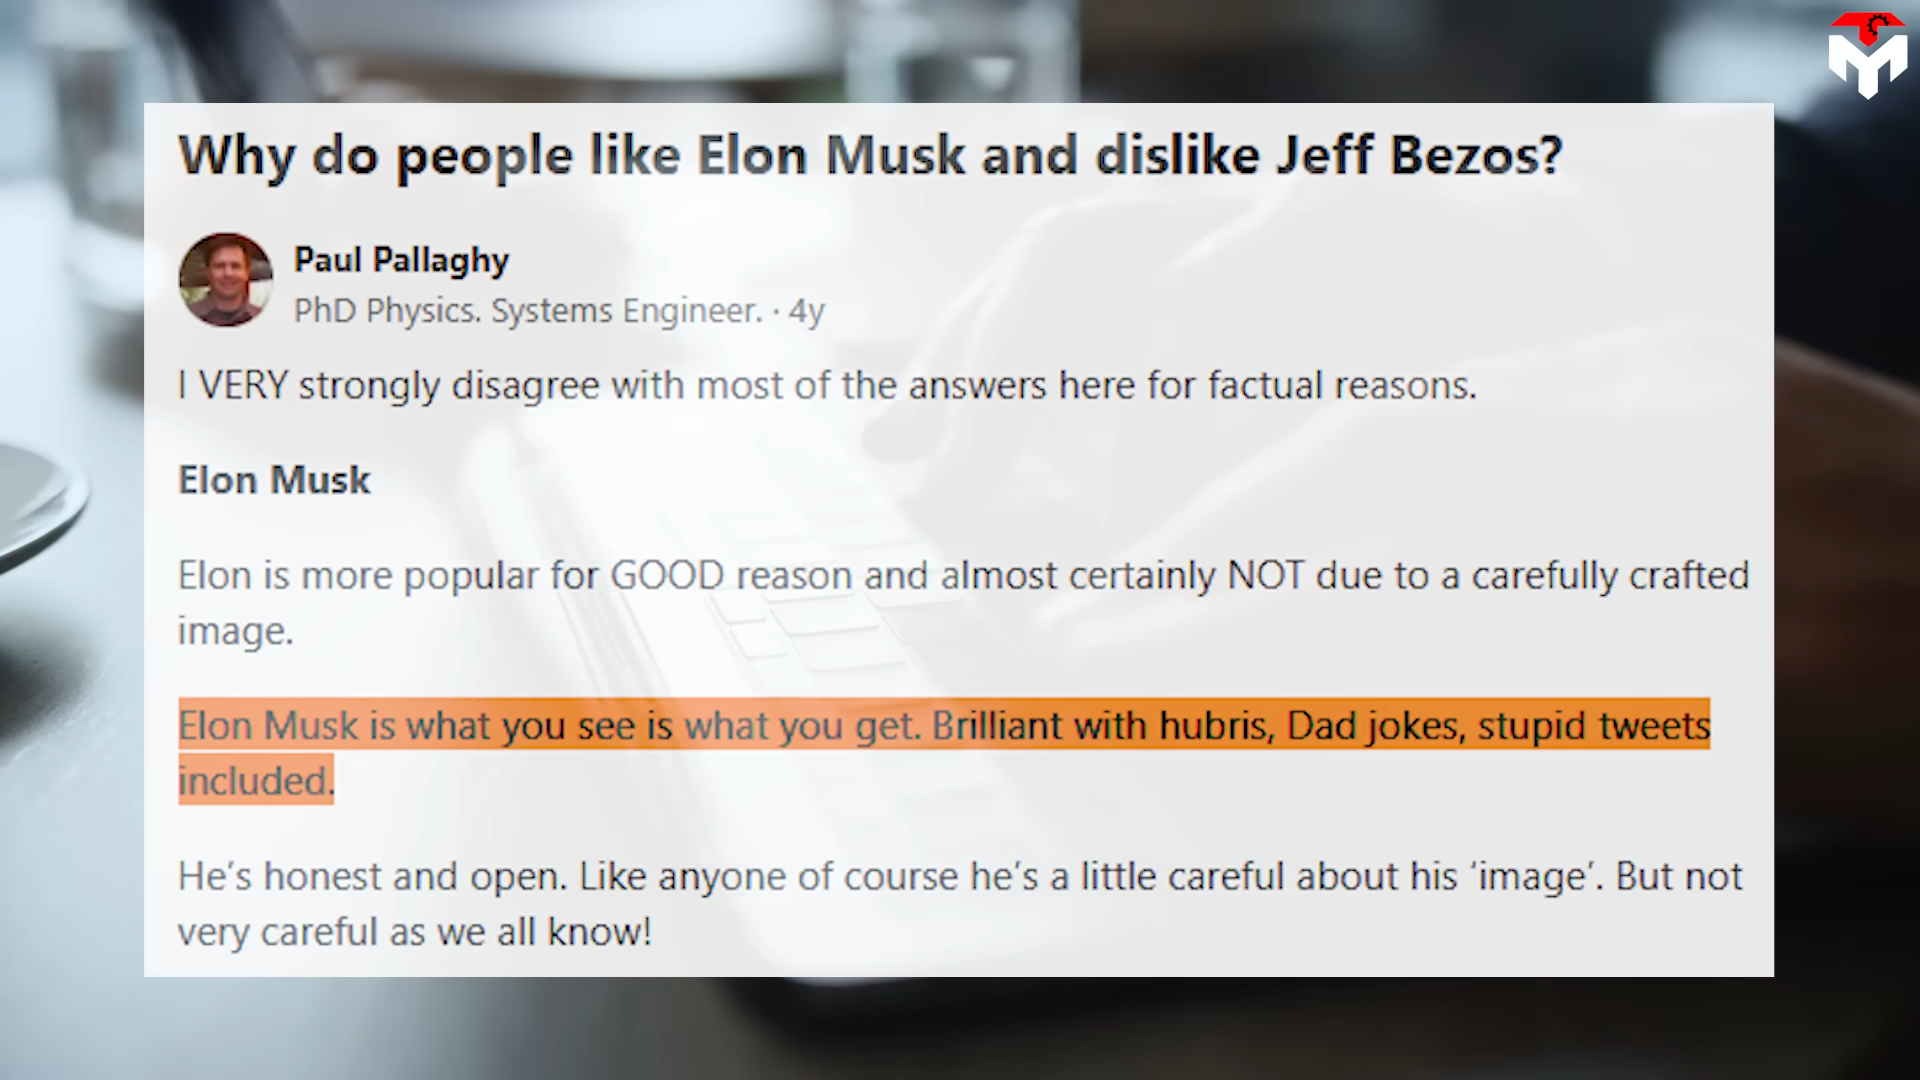 Why do people like Elon Musk and dislike Jeff Bezos?
Paul Pallaghy
PhD Physics. Systems Engineer. · 4y
I VERY strongly disagree with most of the answers here for factual reasons.
Elon Musk
Elon is more popular for GOOD reason and almost certainly NOT due to a carefully crafted
image.
Elon Musk is what you see is what you get. Brilliant with hubris, Dad jokes, stupid tweets
included.
He’s honest and open. Like anyone of course he’s a little careful about his ‘image’. But not
very careful as we all know!